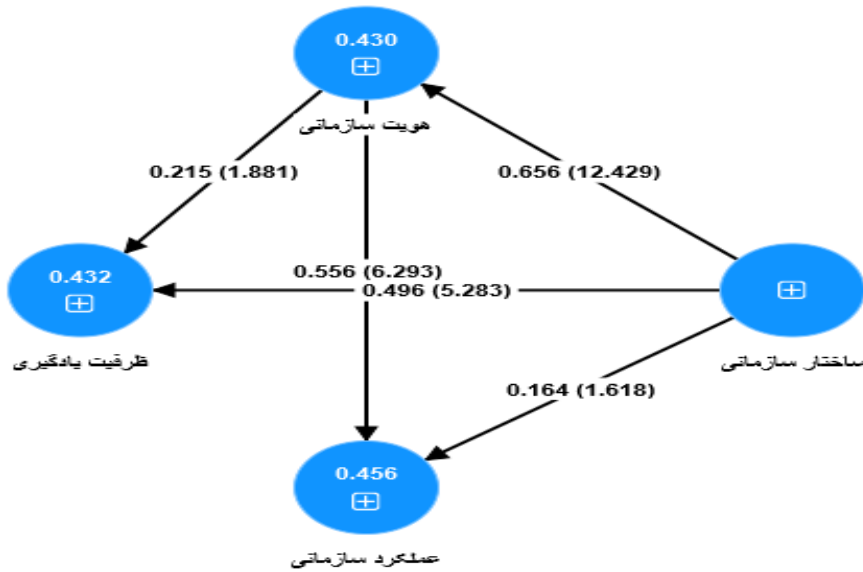 0.430
هویت سازمانی
0.215 (1.881)
0.656 (12.429)
0.556 (6.293)
0.432
0.496 (5.283)
ظرفیت یادگیری
ساختار سازمانی
0.164 (1.618)
0.456
عملکرد سازمانی